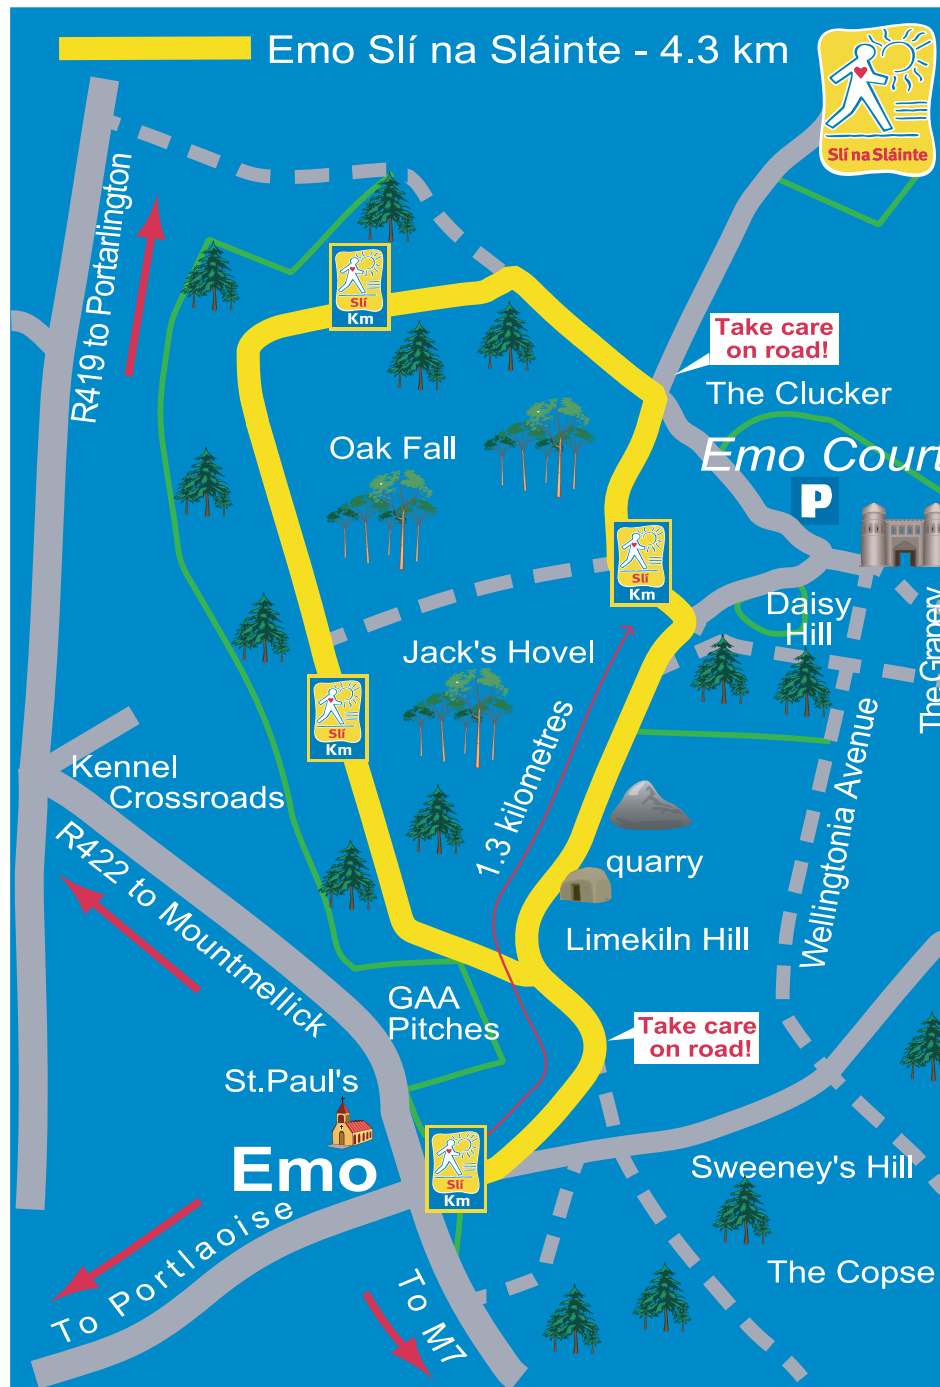 Emo Slí na Sláinte - 4.3 km
Slí na Sláinte
R419 to Portarlington
Slí
Km
Take care
on road!
The Clucker
Oak Fall
Emo Court
P
Slí
Km
Daisy
Hill
The Grapery
Jack's Hovel
Slí
Km
1.3 kilometres
Wellingtonia Avenue
Kennel
Crossroads
R422 to Mountmellick
quarry
Limekiln Hill
GAA
Pitches
Take care
on road!
St.Paul's
Emo
Slí
Km
Sweeney's Hill
To Portlaoise
To M7
The Copse